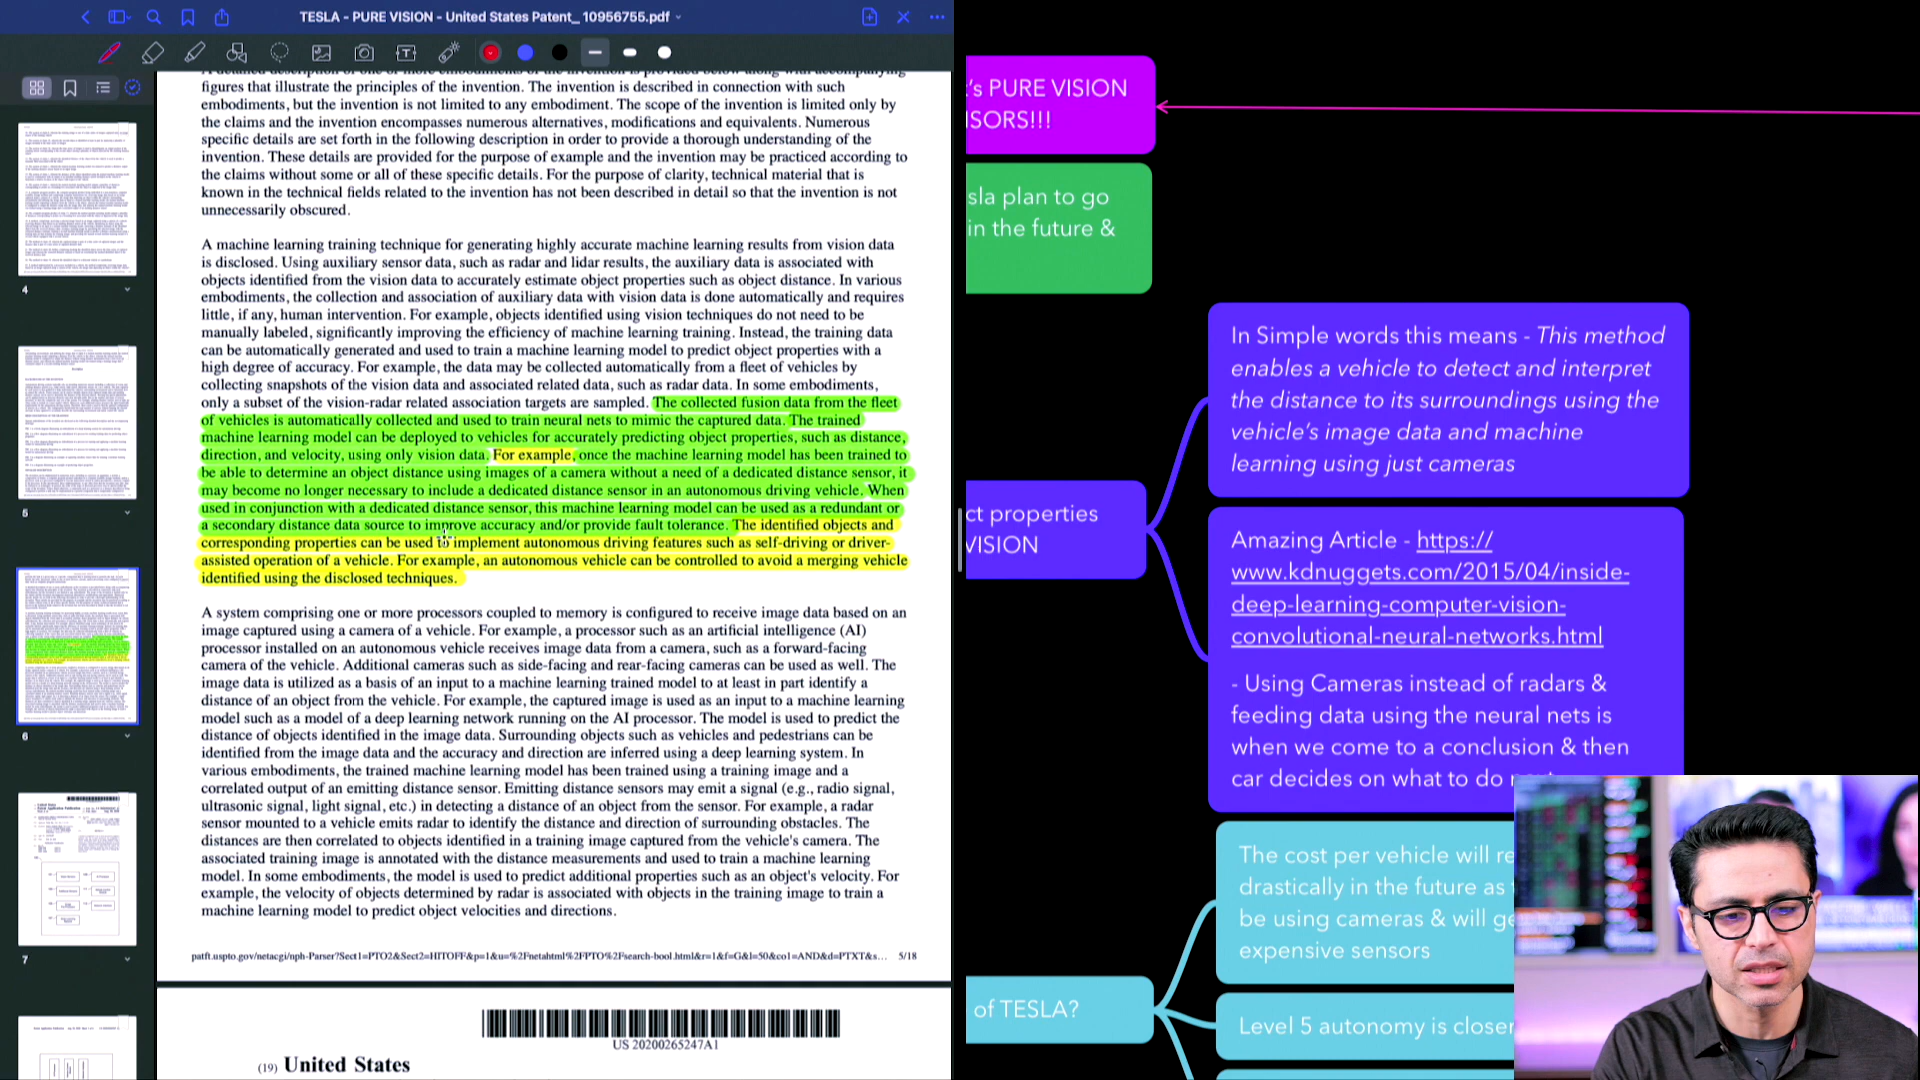 TESLA - PURE VISION - United States Patent_ 10956755.pdf
figures that illustrate the principles of the invention. The invention is described in connection with such
embodiments, but the invention is not limited to any embodiment. The scope of the invention is limited only by
the claims and the invention encompasses numerous alternatives, modifications and equivalents. Numerous
specific details are set forth in the following description in order to provide a thorough understanding of the
invention. These details are provided for the purpose of example and the invention may be practiced according to
the claims without some or all of these specific details. For the purpose of clarity, technical material that is
known in the technical fields related to the invention has not been described in detail so that the invention is not
unnecessarily obscured.
A machine learning training technique for generating highly accurate machine learning results from vision data
is disclosed. Using auxiliary sensor data, such as radar and lidar results, the auxiliary data is associated with
objects identified from the vision data to accurately estimate object properties such as object distance. In various
embodiments, the collection and association of auxiliary data with vision data is done automatically and requires
little, if any, human intervention. For example, objects identified using vision techniques do not need to be
manually labeled, significantly improving the efficiency of machine learning training. Instead, the training data
can be automatically generated and used to train a machine learning model to predict object properties with a
high degree of accuracy. For example, the data may be collected automatically from a fleet of vehicles by
collecting snapshots of the vision data and associated related data, such as radar data. In some embodiments,
only a subset of the vision-radar related association targets are sampled. The collected fusion data from the fleet
of vehicles is automatically collected and used to train neural nets to mimic the captured data. The trained
machine learning model can be deployed to vehicles for accurately predicting object properties, such as distance,
direction, and velocity, using only vision data. For example, once the machine learning model has been trained to
be able to determine an object distance using images of a camera without a need of a dedicated distance sensor, it
may become no longer necessary to include a dedicated distance sensor in an autonomous driving vehicle. When
used in conjunction with a dedicated distance sensor, this machine learning model can be used as a redundant or
a secondary distance data source to improve accuracy and/or provide fault tolerance. The identified objects and
corresponding properties can be used to implement autonomous driving features such as self-driving or driver-
assisted operation of a vehicle. For example, an autonomous vehicle can be controlled to avoid a merging vehicle
identified using the disclosed techniques.
A system comprising one or more processors coupled to memory is configured to receive image data based on an
image captured using a camera of a vehicle. For example, a processor such as an artificial intelligence (AI)
processor installed on an autonomous vehicle receives image data from a camera, such as a forward-facing
camera of the vehicle. Additional cameras such as side-facing and rear-facing cameras can be used as well. The
image data is utilized as a basis of an input to a machine learning trained model to at least in part identify a
distance of an object from the vehicle. For example, the captured image is used as an input to a machine learning
model such as a model of a deep learning network running on the AI processor. The model is used to predict the
distance of objects identified in the image data. Surrounding objects such as vehicles and pedestrians can be
identified from the image data and the accuracy and direction are inferred using a deep learning system. In
various embodiments, the trained machine learning model has been trained using a training image and a
correlated output of an emitting distance sensor. Emitting distance sensors may emit a signal (e.g., radio signal,
ultrasonic signal, light signal, etc.) in detecting a distance of an object from the sensor. For example, a radar
sensor mounted to a vehicle emits radar to identify the distance and direction of surrounding obstacles. The
distances are then correlated to objects identified in a training image captured from the vehicle's camera. The
associated training image is annotated with the distance measurements and used to train a machine learning
model. In some embodiments, the model is used to predict additional properties such as an object's velocity. For
example, the velocity of objects determined by radar is associated with objects in the training image to train a
machine learning model to predict object velocities and directions.
patft.uspto.gov/netacgi/nph-Parser?Sect1=PTO2&Sect2=HITOFF&p=1&u=%2Fnetahtml%2FPTO%2Fsearch-bool.html&r=1&f=G&l=50&co1=AND&d=PTXT&s... 5/18
US 20200265247A1
(19) United States
4
5
6
7
's PURE VISION
SORS!!!
sla plan to go
in the future &
ct properties
VISION
In Simple words this means - This method
enables a vehicle to detect and interpret
the distance to its surroundings using the
vehicle's image data and machine
learning using just cameras
Amazing Article - https://
www.kdnuggets.com/2015/04/inside-
deep-learning-computer-vision-
convolutional-neural-networks.html
- Using Cameras instead of radars &
feeding data using the neural nets is
when we come to a conclusion & then
car decides on what to do
The cost per vehicle will re
drastically in the future as
be using cameras & will ge
expensive sensors
of TESLA?
Level 5 autonomy is closer